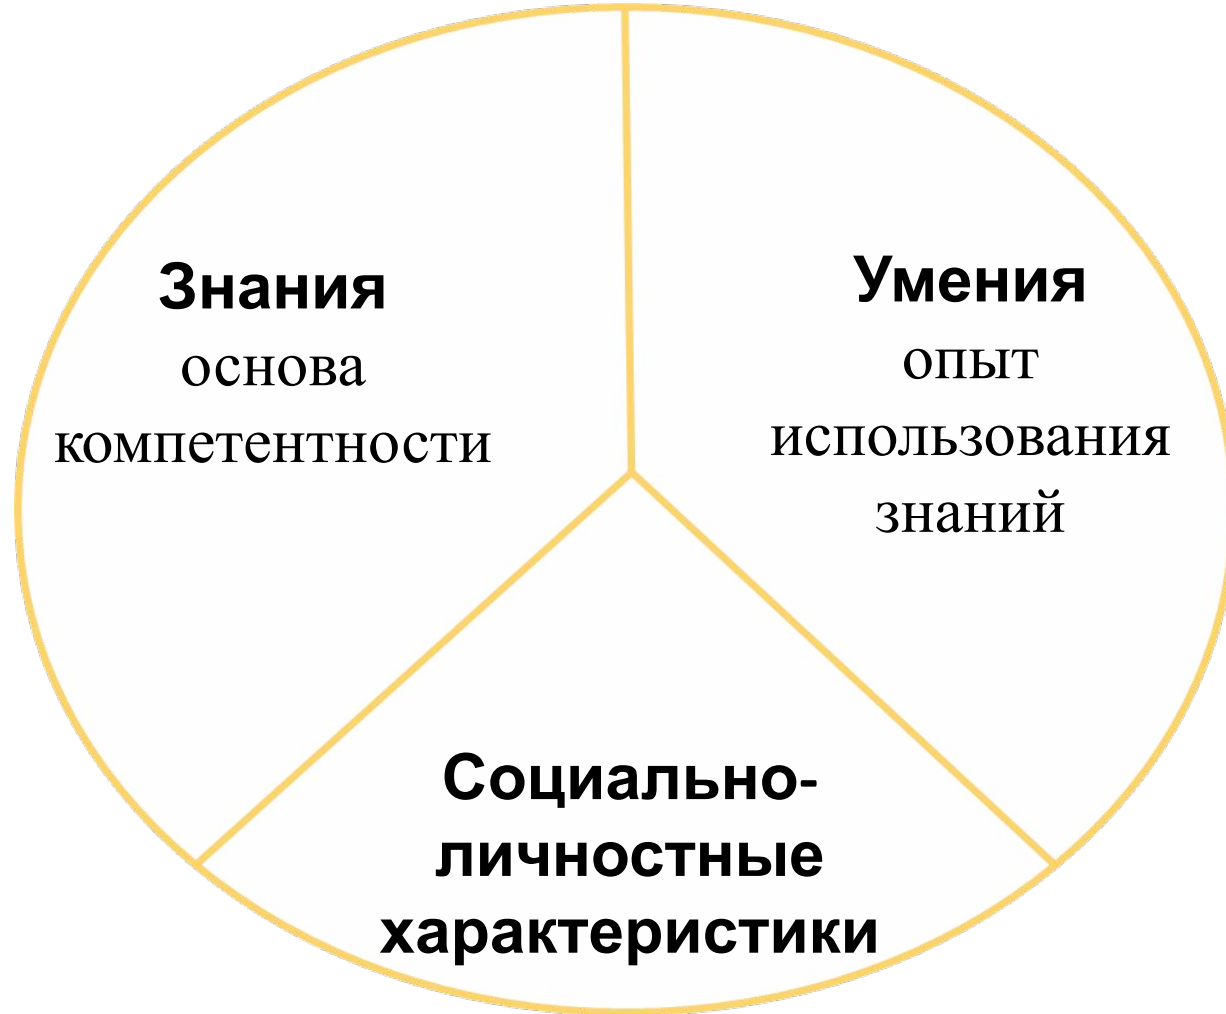 Знания
основа
компетентности
Умения
опыт
использования
знаний
Социально-
личностные
характеристики